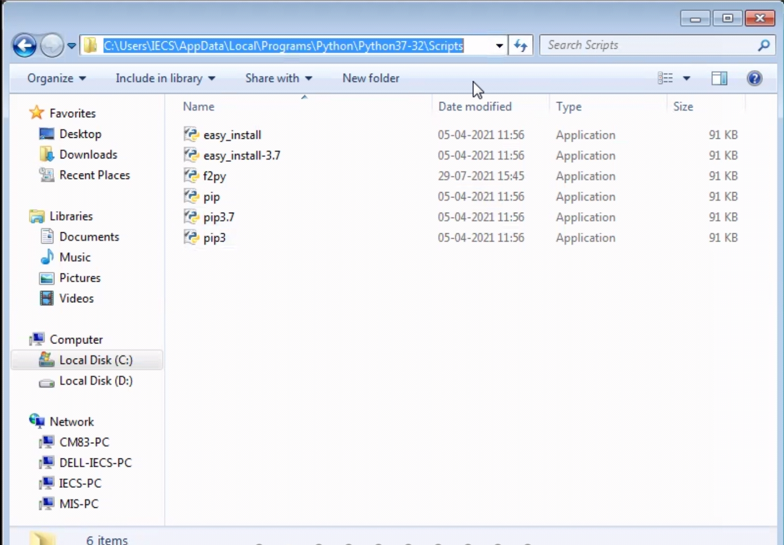 C:\Users\IECS\AppData\Local\Programs\Python\Python37-32\Scripts
Search Scripts
Organize Include in library Share with New folder
Name Date modified Type Size
Favorites
Desktop
Downloads
Recent Places
Libraries
Documents
Music
Pictures
Videos
Computer
Local Disk (C:)
Local Disk (D:)
Network
CM83-PC
DELL-IECS-PC
IECS-PC
MIS-PC
easy_install 05-04-2021 11:56 Application 91 KB
easy_install-3.7 05-04-2021 11:56 Application 91 KB
f2py 29-07-2021 15:45 Application 91 KB
pip 05-04-2021 11:56 Application 91 KB
pip3.7 05-04-2021 11:56 Application 91 KB
pip3 05-04-2021 11:56 Application 91 KB
6 items